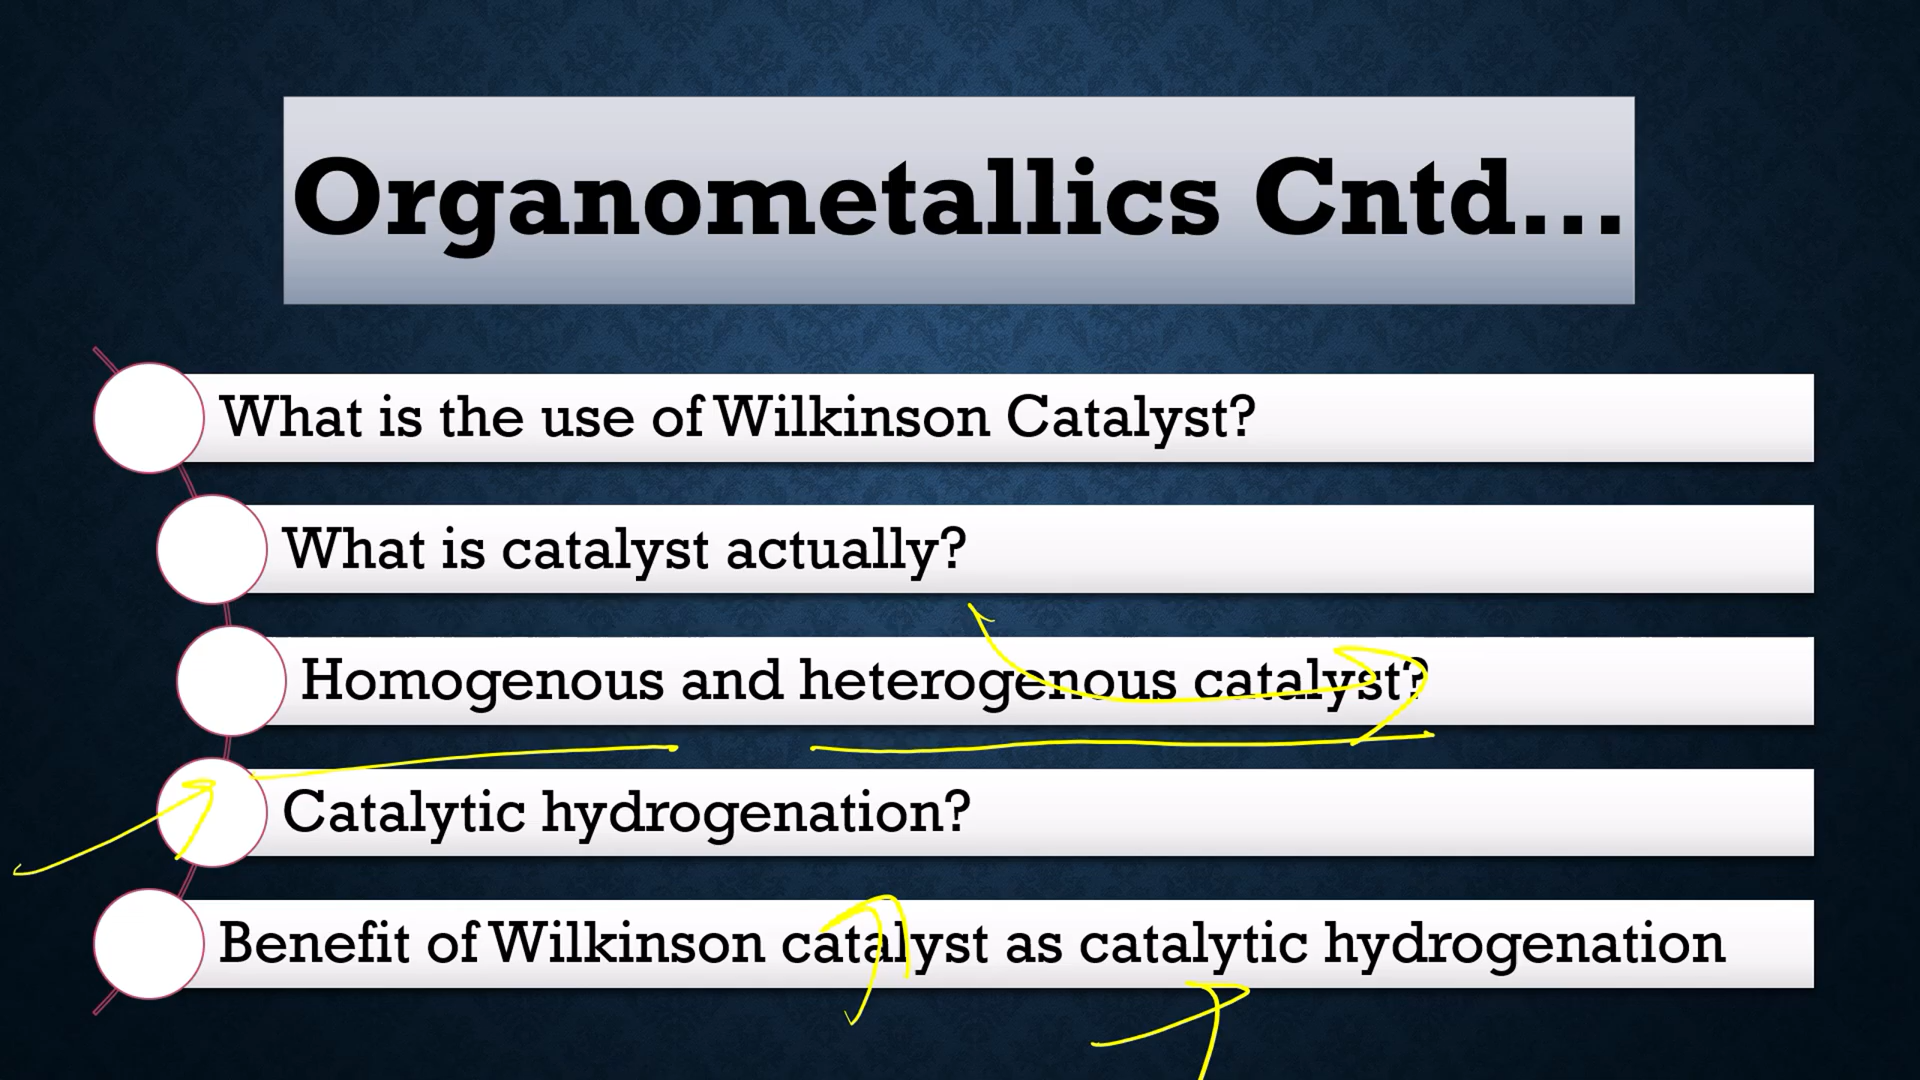 Organometallics Cntd...
What is the use of Wilkinson Catalyst?
What is catalyst actually?
Homogenous and heterogenous catalyst?
Catalytic hydrogenation?
Benefit of Wilkinson catalyst as catalytic hydrogenation